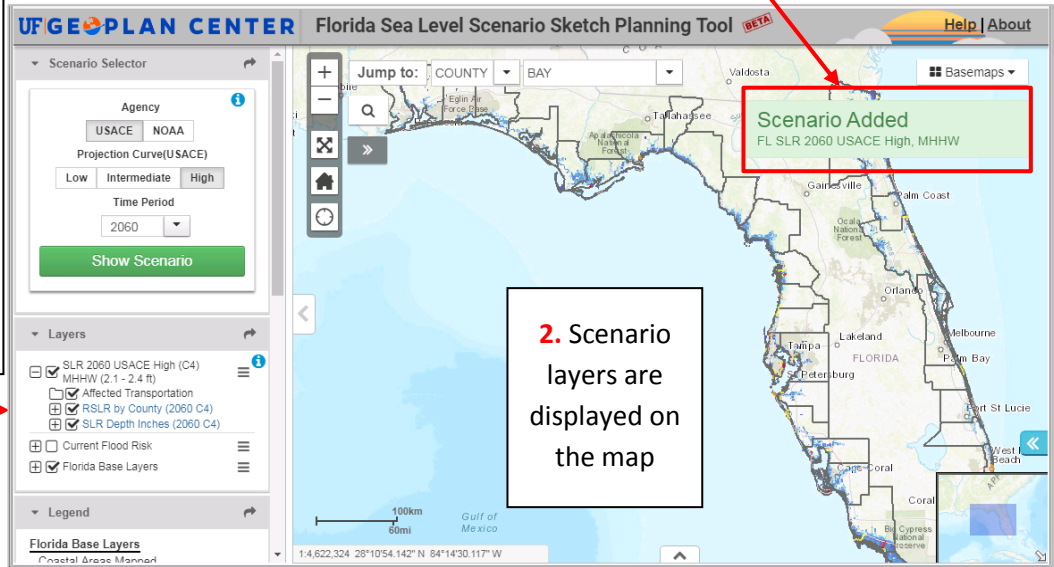 UF GEOPLAN CENTER
Florida Sea Level Scenario Sketch Planning Tool BETA
Help | About
Scenario Selector
Agency
USACE NOAA
Projection Curve(USACE)
Low Intermediate High
Time Period
2060
Show Scenario
Layers
SLR 2060 USACE High (C4)
MHHW (2.1 - 2.4 ft)
Affected Transportation
RSLR by County (2060 C4)
SLR Depth Inches (2060 C4)
Current Flood Risk
Florida Base Layers
Legend
Florida Base Layers
Coastal Areas Mapped
Jump to: COUNTY BAY
Basemaps
Scenario Added
FL SLR 2060 USACE High, MHHW
Valdosta
Eglin Air
Force Base
Tallahassee
Apalachicola
National
Forest
Gainesville
Palm Coast
Ocala
National
Forest
Orlando
Melbourne
Lakeland
Tampa
FLORIDA
Palm Bay
St Petersburg
Port St Lucie
West
Beach
Cape Coral
Coral
Big Cypress
National
Reserve
2. Scenario
layers are
displayed on
the map
100km
60mi
Gulf of
Mexico
1:4,622,324 28°10'54.142" N 84°14'30.117" W